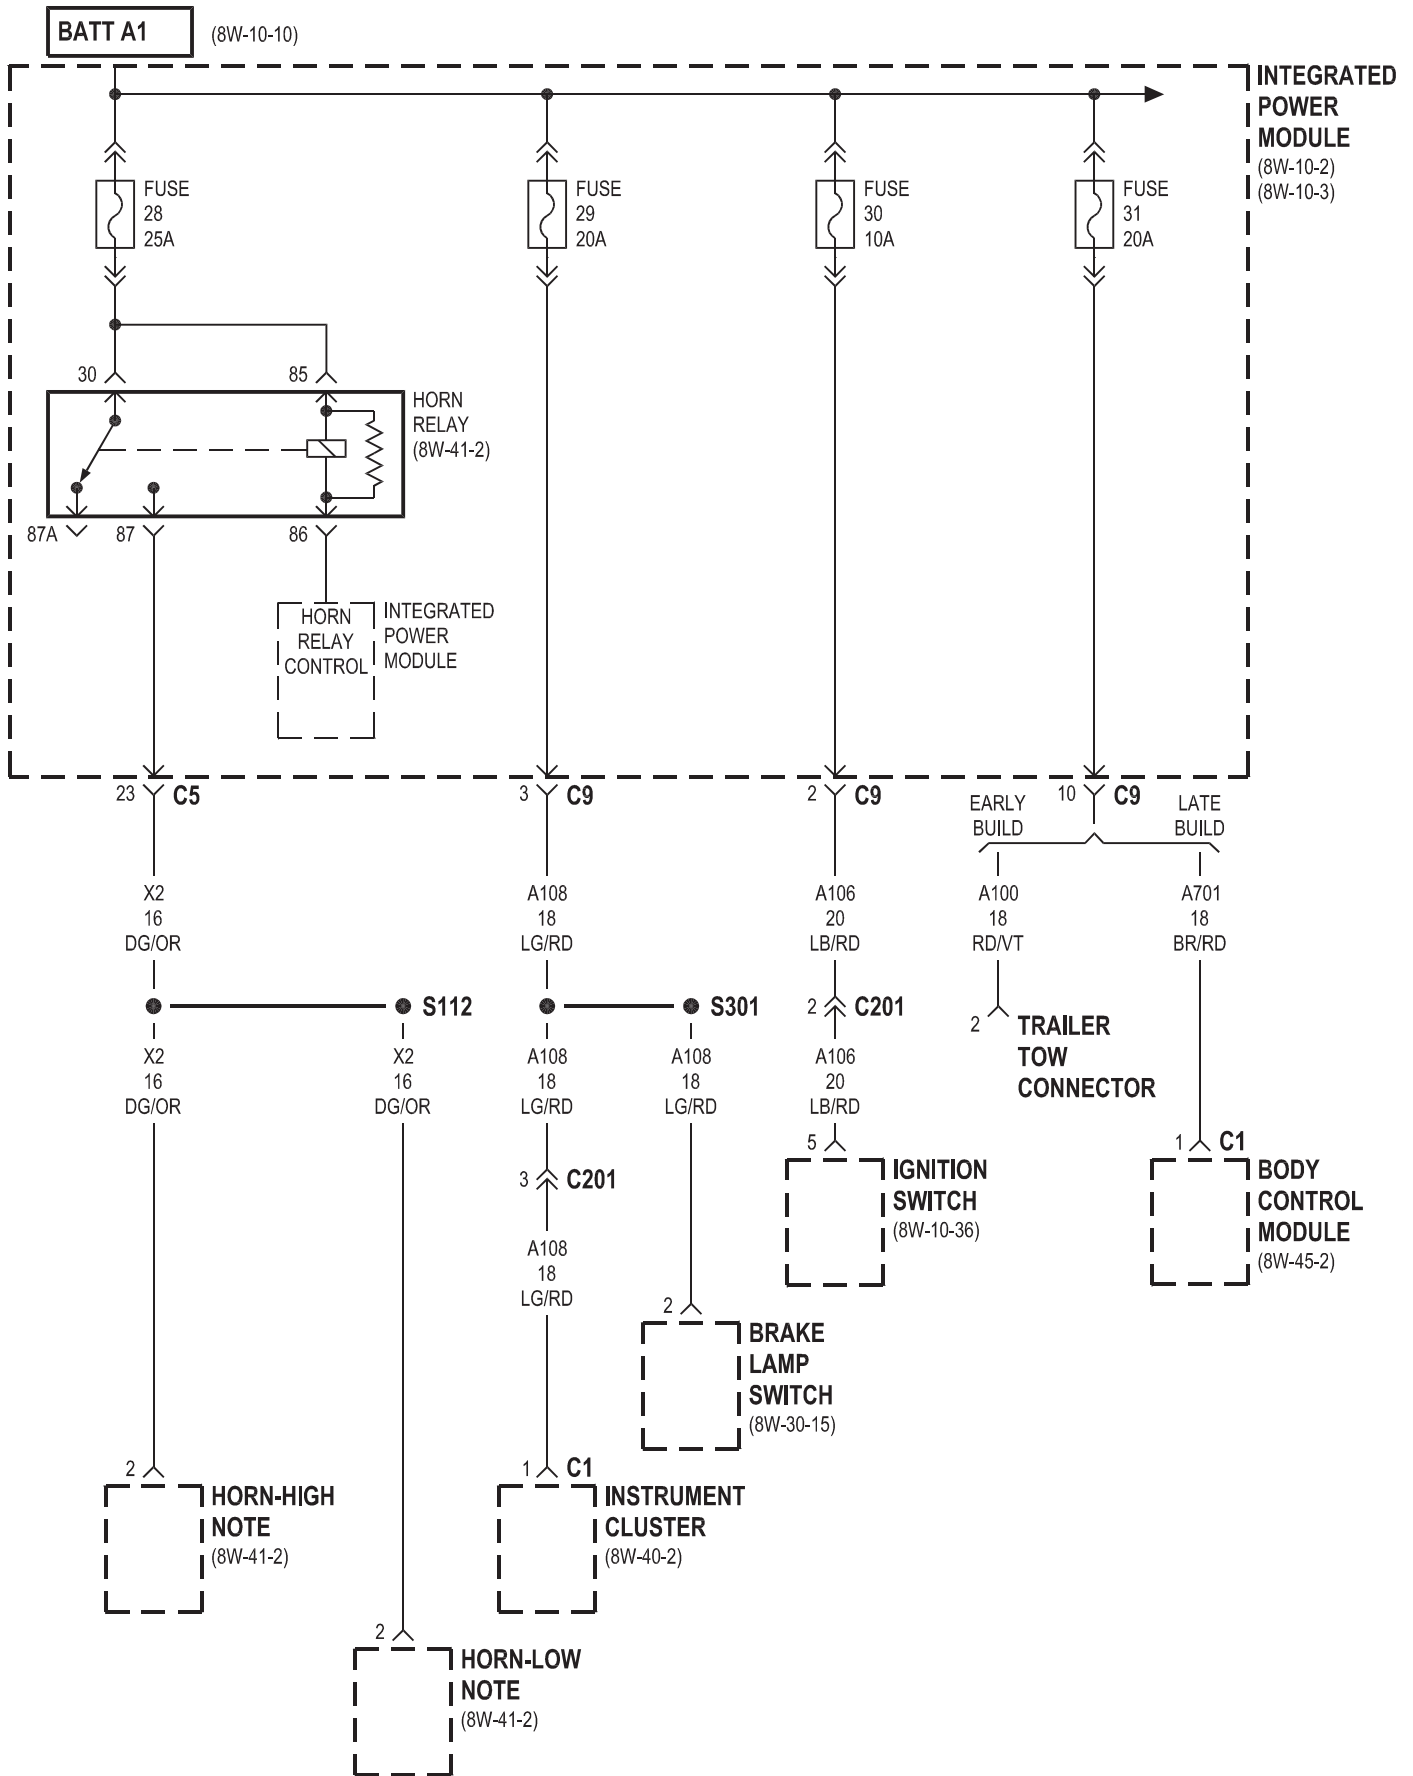 BATT A1
(8W-10-10)
INTEGRATED
POWER
MODULE
(8W-10-2)
(8W-10-3)
FUSE
28
25A
FUSE
29
20A
FUSE
30
10A
FUSE
31
20A
30
85
HORN
RELAY
(8W-41-2)
87A
87
86
HORN
RELAY
CONTROL
INTEGRATED
POWER
MODULE
23
C5
3
C9
2
C9
10
C9
EARLY
BUILD
LATE
BUILD
X2
16
DG/OR
A108
18
LG/RD
A106
20
LB/RD
A100
18
RD/VT
A701
18
BR/RD
S112
S301
2
C201
2
TRAILER
TOW
CONNECTOR
X2
16
DG/OR
X2
16
DG/OR
A108
18
LG/RD
A108
18
LG/RD
A106
20
LB/RD
3
C201
5
IGNITION
SWITCH
(8W-10-36)
1
C1
BODY
CONTROL
MODULE
(8W-45-2)
A108
18
LG/RD
2
BRAKE
LAMP
SWITCH
(8W-30-15)
2
HORN-HIGH
NOTE
(8W-41-2)
1
C1
INSTRUMENT
CLUSTER
(8W-40-2)
2
HORN-LOW
NOTE
(8W-41-2)